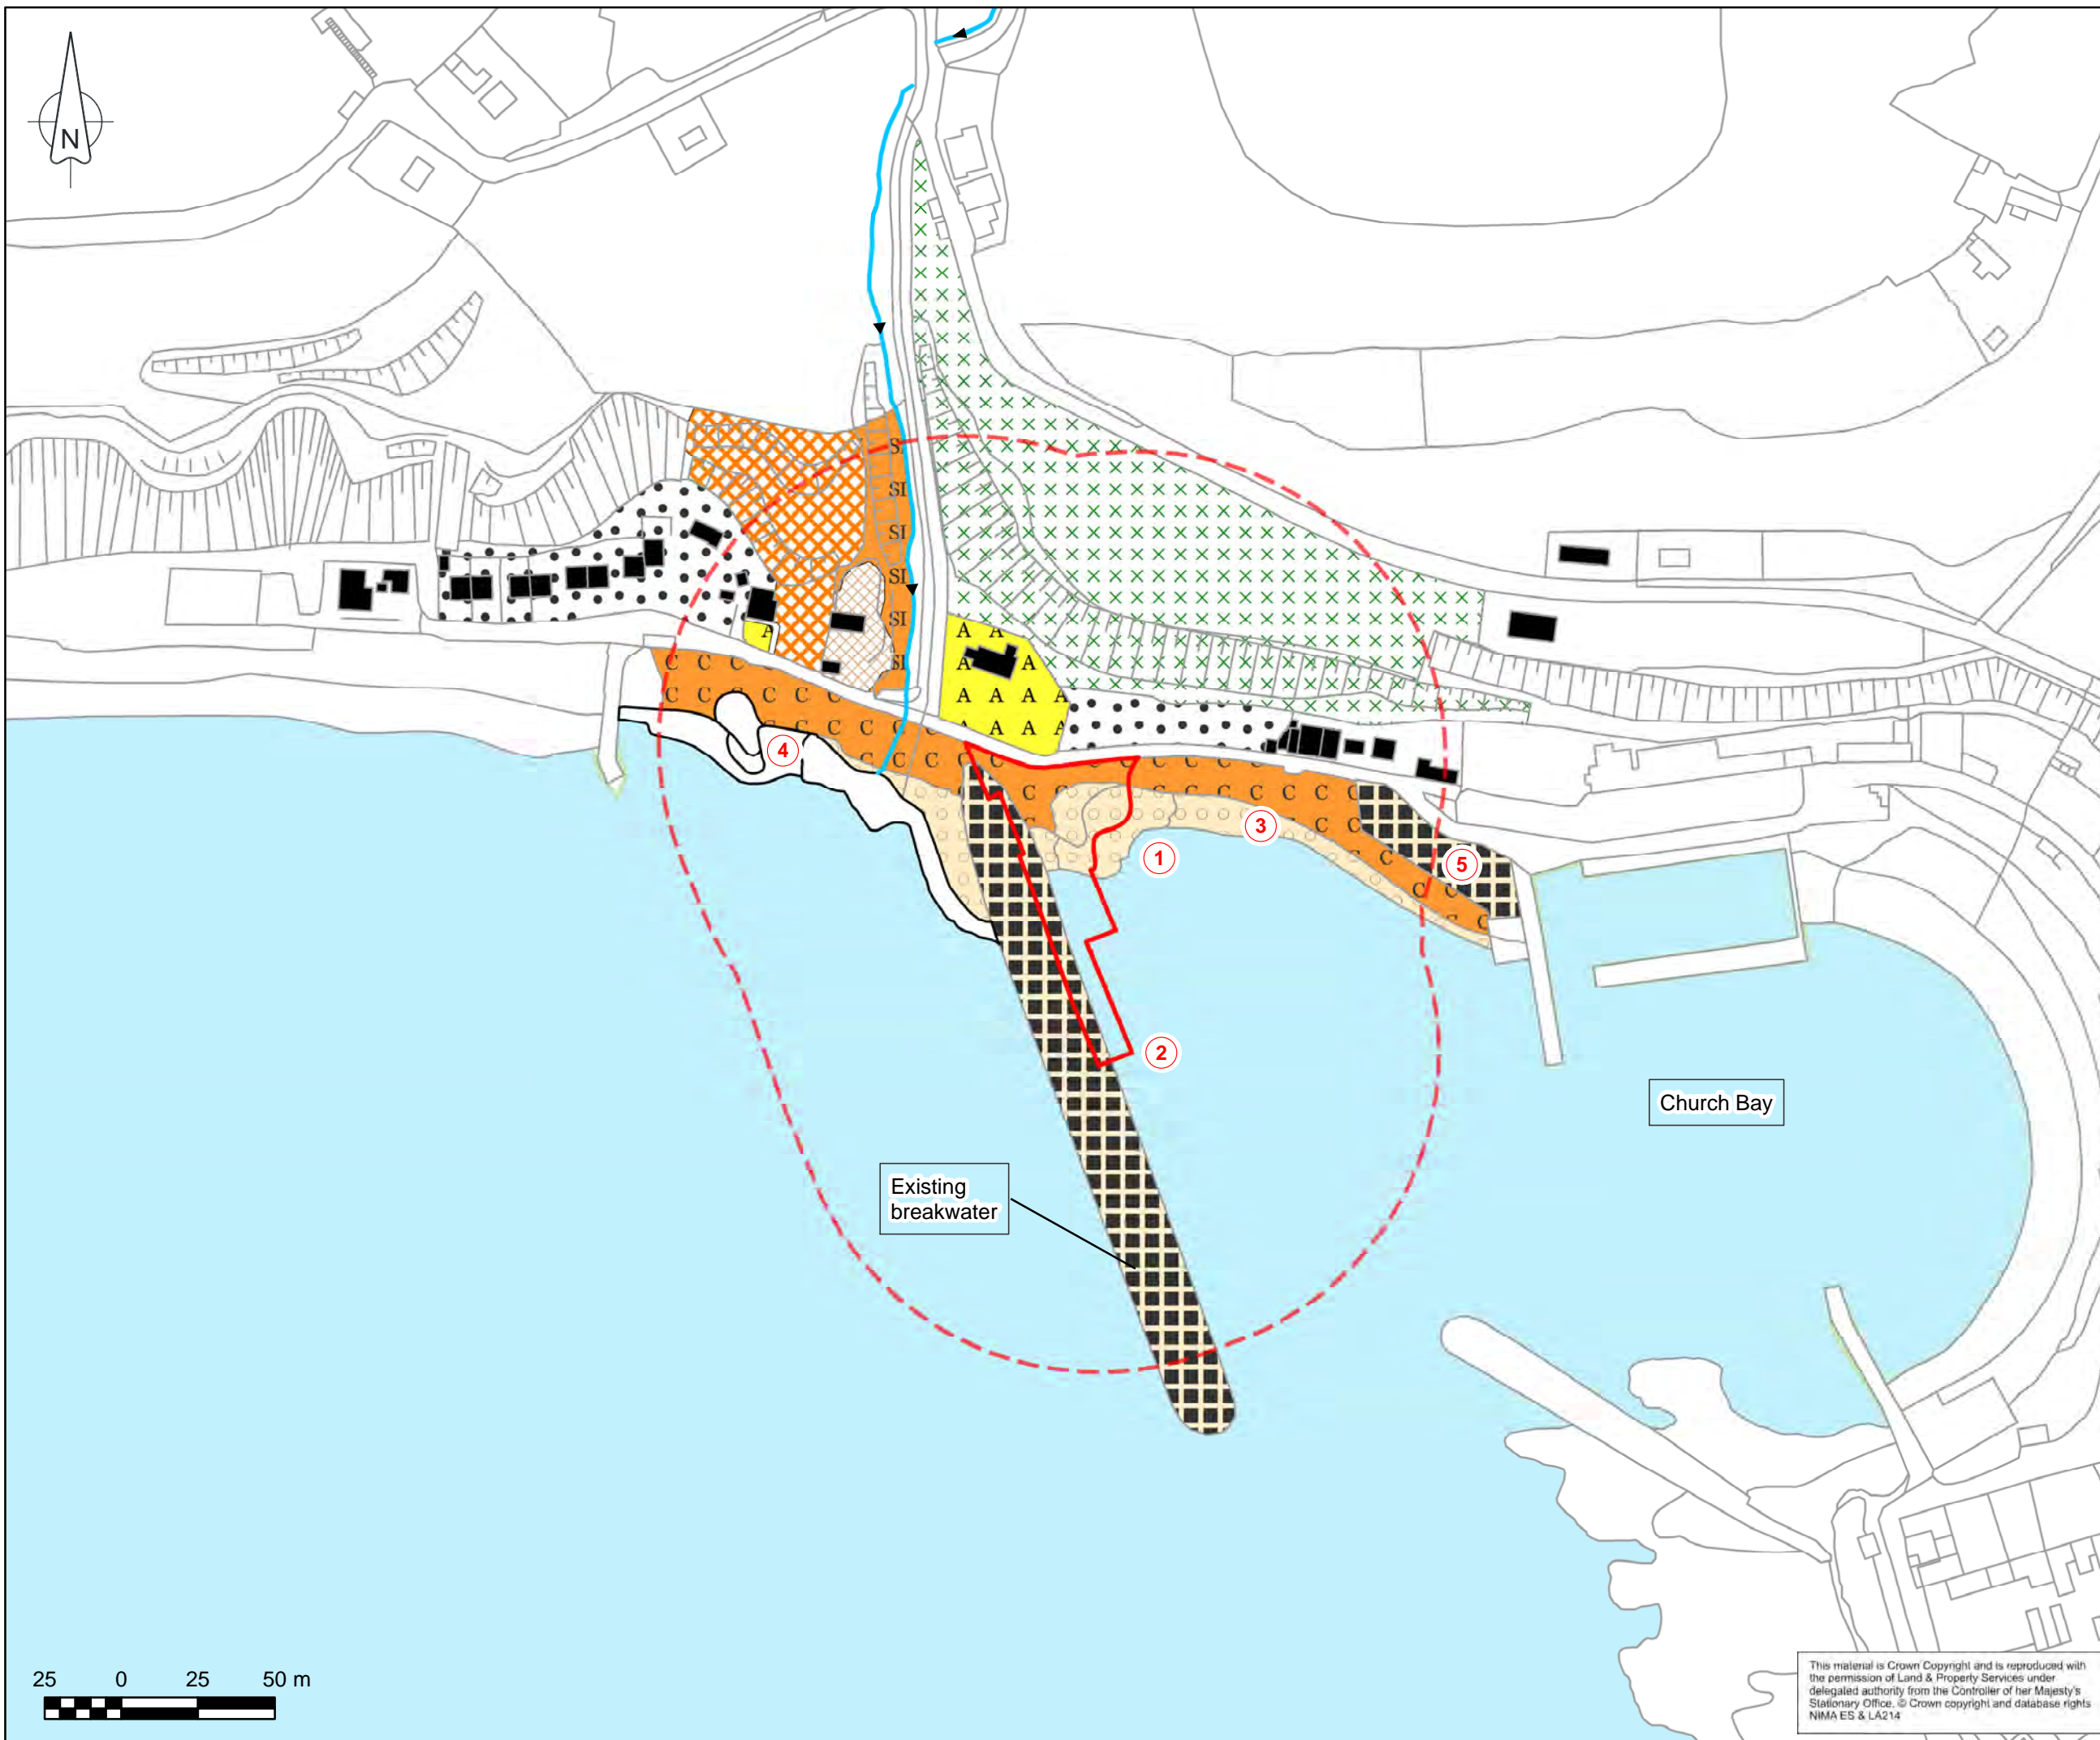 N
SI
SI
SI
SI
SI
SI
A
A A
A A
A A A A
A A A
C C C
C C C C C C
C C C C C
C C C C C
C C C C C C
C C C C C C C C
C C C
C C
C C
C
4
3
1
5
2
Church Bay
Existing
breakwater
25 0 25 50 m
This material is Crown Copyright and is reproduced with
the permission of Land & Property Services under
delegated authority from the Controller of her Majesty's
Stationary Office, © Crown copyright and database rights
NIMA ES & LA214